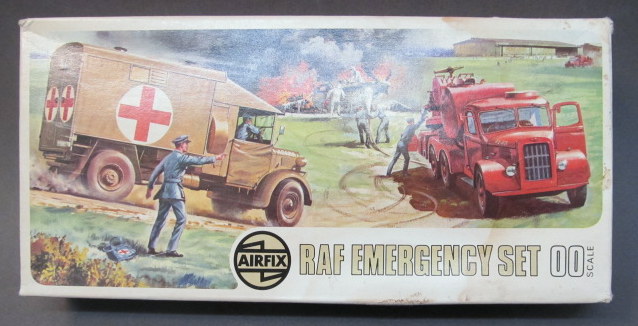 AIRFIX
RAF EMERGENCY SET 00
SCALE